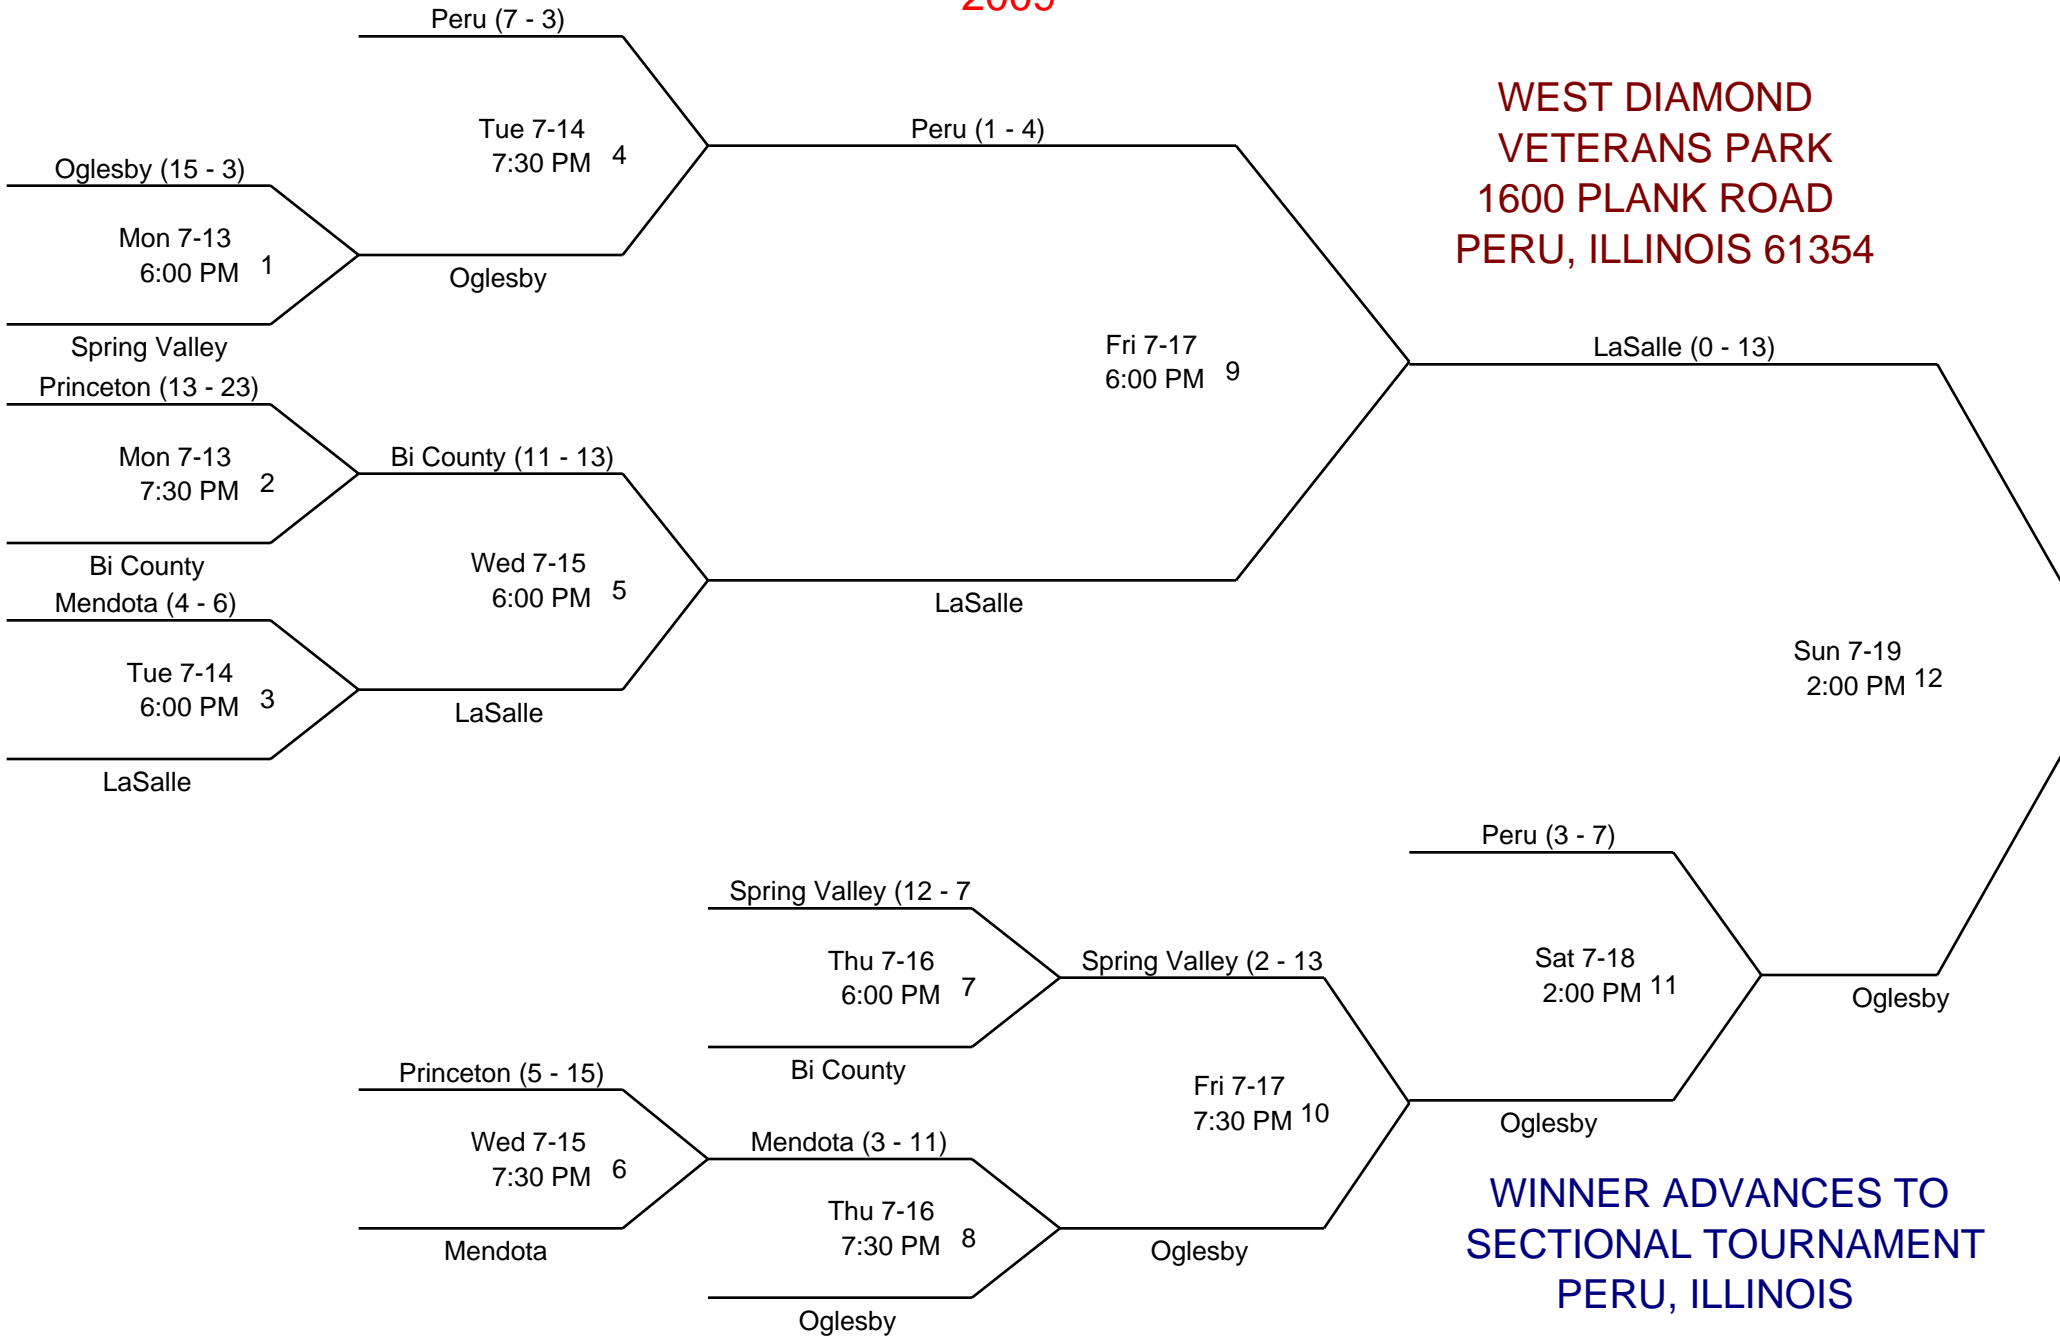 2009
Peru (7 - 3)
WEST DIAMOND
VETERANS PARK
1600 PLANK ROAD
PERU, ILLINOIS 61354
Tue 7-14
7:30 PM 4
Peru (1 - 4)
Oglesby (15 - 3)
Mon 7-13
6:00 PM 1
Oglesby
Spring Valley
Fri 7-17
6:00 PM 9
LaSalle (0 - 13)
Princeton (13 - 23)
Mon 7-13
7:30 PM 2
Bi County (11 - 13)
Bi County
Wed 7-15
6:00 PM 5
LaSalle
Mendota (4 - 6)
Tue 7-14
6:00 PM 3
LaSalle
LaSalle
Sun 7-19
2:00 PM 12
Peru (3 - 7)
Spring Valley (12 - 7
Thu 7-16
6:00 PM 7
Spring Valley (2 - 13
Sat 7-18
2:00 PM 11
Oglesby
Bi County
Princeton (5 - 15)
Fri 7-17
7:30 PM 10
Oglesby
Wed 7-15
7:30 PM 6
Mendota (3 - 11)
Mendota
Thu 7-16
7:30 PM 8
Oglesby
Oglesby
WINNER ADVANCES TO
SECTIONAL TOURNAMENT
PERU, ILLINOIS